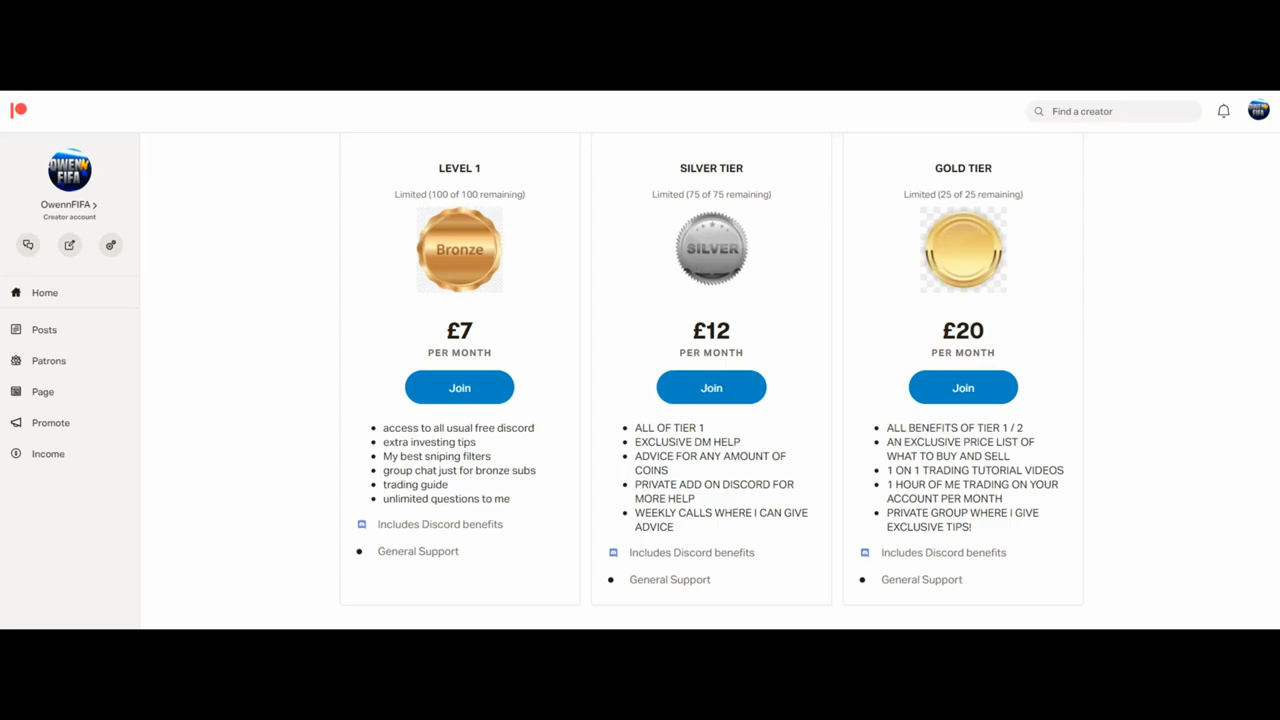 Find a creator
OWENN
FIFA
OwennFIFA
Creator account
Home
Posts
Patrons
Page
Promote
Income
LEVEL 1
Limited (100 of 100 remaining)
Bronze
£7
PER MONTH
Join
access to all usual free discord
extra investing tips
My best sniping filters
group chat just for bronze subs
trading guide
unlimited questions to me
Includes Discord benefits
General Support
SILVER TIER
Limited (75 of 75 remaining)
SILVER
£12
PER MONTH
Join
ALL OF TIER 1
EXCLUSIVE DM HELP
ADVICE FOR ANY AMOUNT OF
COINS
PRIVATE ADD ON DISCORD FOR
MORE HELP
WEEKLY CALLS WHERE I CAN GIVE
ADVICE
Includes Discord benefits
General Support
GOLD TIER
Limited (25 of 25 remaining)
£20
PER MONTH
Join
ALL BENEFITS OF TIER 1 / 2
AN EXCLUSIVE PRICE LIST OF
WHAT TO BUY AND SELL
1 ON 1 TRADING TUTORIAL VIDEOS
1 HOUR OF ME TRADING ON YOUR
ACCOUNT PER MONTH
PRIVATE GROUP WHERE I GIVE
EXCLUSIVE TIPS!
Includes Discord benefits
General Support